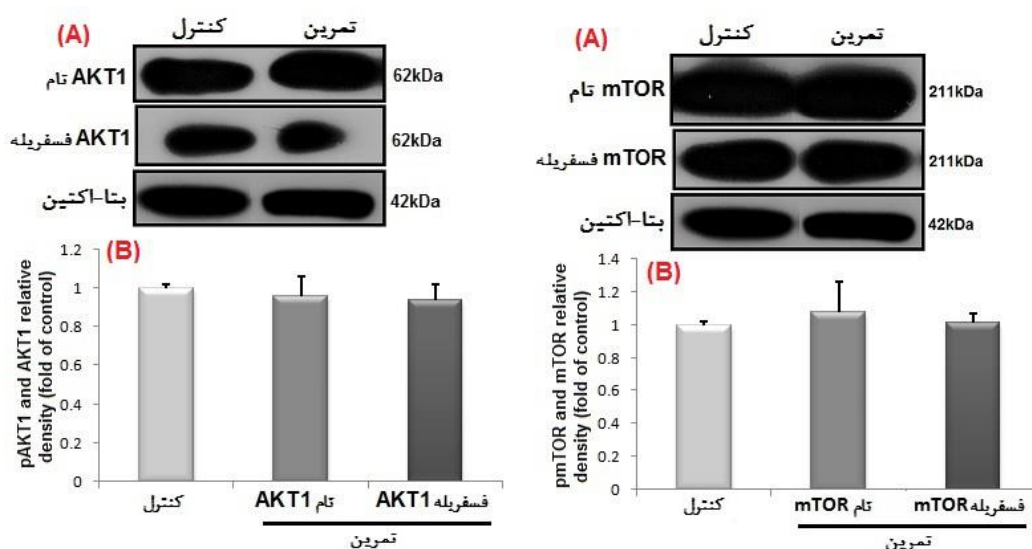 (A)
کنترل تمرین
AKT1 تام 62kDa
AKT1 فسفریله 62kDa
بتا-اکتین 42kDa
(B)
pAKT1 and AKT1 relative
density (fold of control)
1.2
1
0.8
0.6
0.4
0.2
0
کنترل AKT1 تام AKT1 فسفریله
تمرین
(A)
کنترل تمرین
mTOR تام 211kDa
mTOR فسفریله 211kDa
بتا-اکتین 42kDa
(B)
pmTOR and mTOR relative
density (fold of control)
1.4
1.2
1
0.8
0.6
0.4
0.2
0
کنترل mTOR تام mTOR فسفریله
تمرین